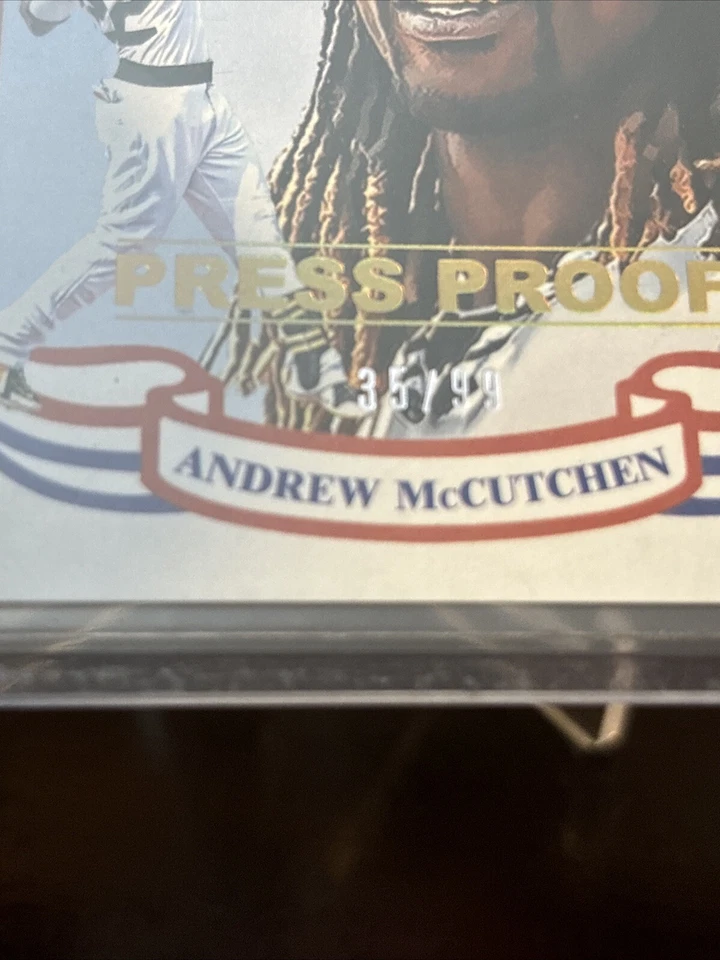 PRESS PROOF
35/99
ANDREW McCUTCHEN